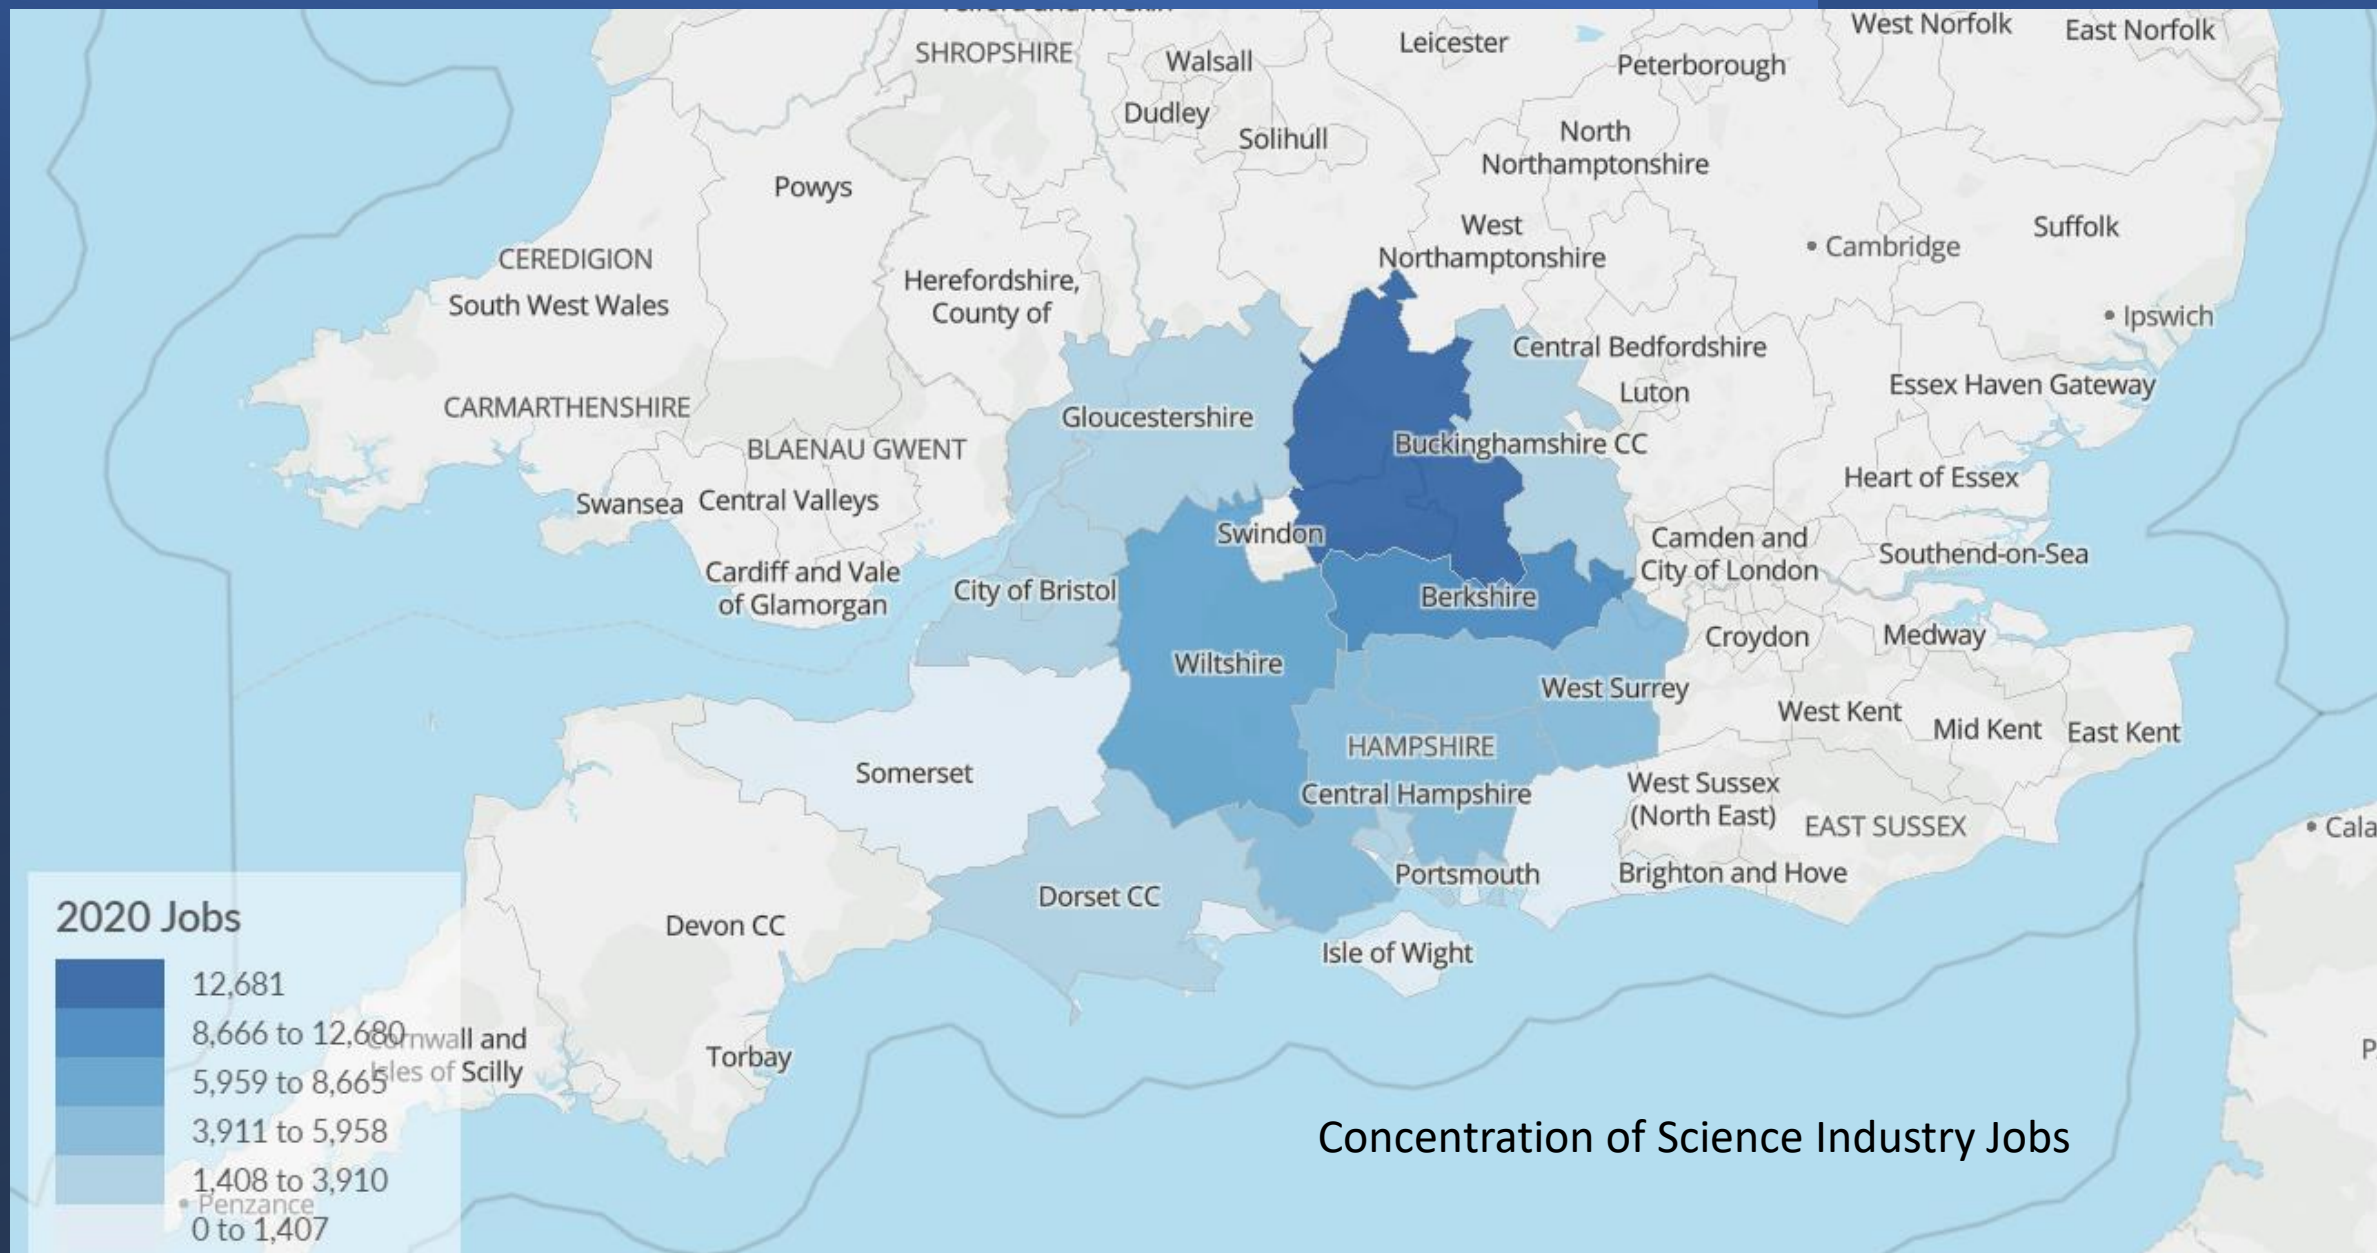 SHROPSHIRE
Walsall
Leicester
Peterborough
West Norfolk
East Norfolk
Dudley
Solihull
North
Northamptonshire
Powys
West
Northamptonshire
Cambridge
Suffolk
CEREDIGION
South West Wales
Herefordshire,
County of
Ipswich
Central Bedfordshire
Luton
Essex Haven Gateway
CARMARTHENSHIRE
Gloucestershire
BLAENAU GWENT
Buckinghamshire CC
Heart of Essex
Swansea
Central Valleys
Swindon
Camden and
City of London
Southend-on-Sea
Cardiff and Vale
of Glamorgan
City of Bristol
Berkshire
Croydon
Medway
Wiltshire
West Surrey
West Kent
Mid Kent
East Kent
HAMPSHIRE
Somerset
Central Hampshire
West Sussex
(North East)
EAST SUSSEX
Cala
Portsmouth
Brighton and Hove
Dorset CC
Devon CC
Isle of Wight
Torbay
P
2020 Jobs
12,681
8,666 to 12,680
Cornwall and
Isles of Scilly
5,959 to 8,665
3,911 to 5,958
1,408 to 3,910
Penzance
0 to 1,407
Concentration of Science Industry Jobs